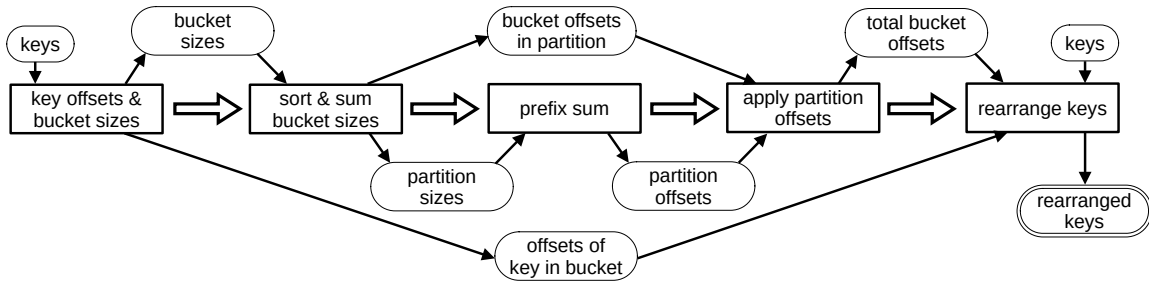 keys
bucket
sizes
bucket offsets
in partition
total bucket
offsets
keys
key offsets &
bucket sizes
sort & sum
bucket sizes
prefix sum
apply partition
offsets
rearrange keys
partition
sizes
partition
offsets
rearranged
keys
offsets of
key in bucket